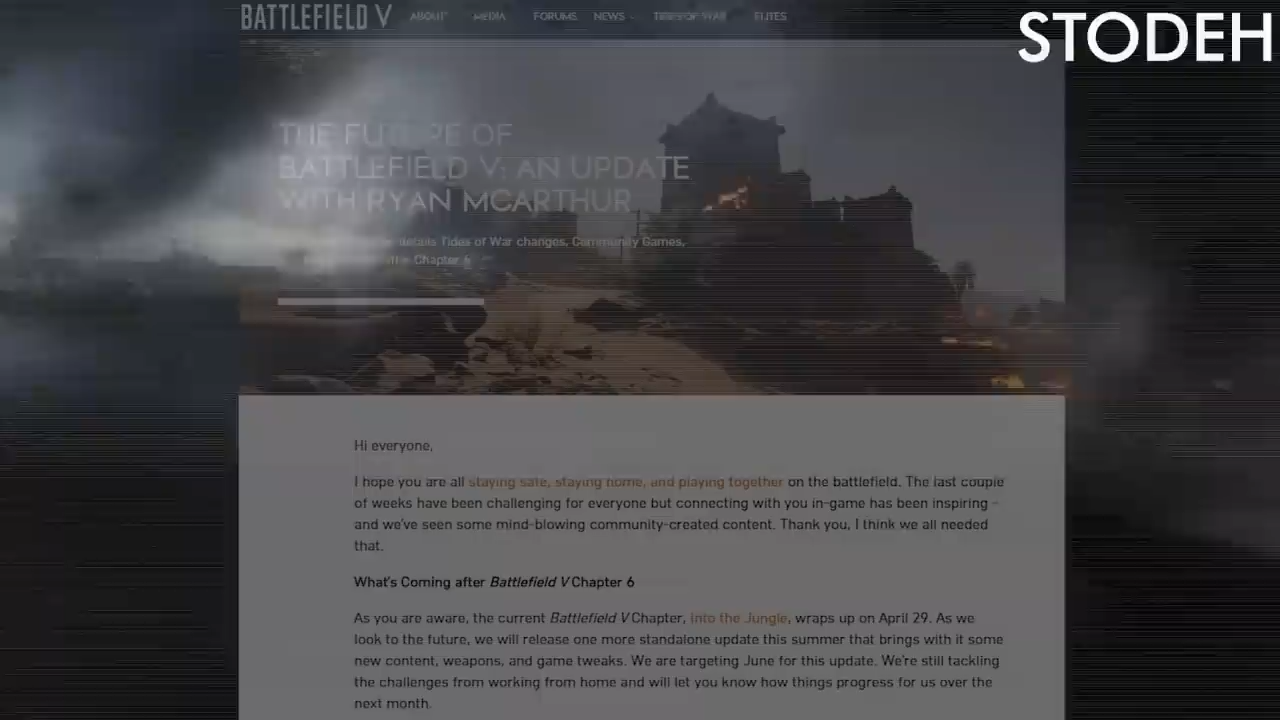 BATTLEFIELD V ABOUT MEDIA FORUMS NEWS TIDES OF WAR ELITES
STODEH
THE FUTURE OF
BATTLEFIELD V: AN UPDATE
WITH RYAN MCARTHUR
details Tides of War changes, Community Games,
the Chapter 6
Hi everyone,
I hope you are all staying safe, staying home, and playing together on the battlefield. The last couple
of weeks have been challenging for everyone but connecting with you in-game has been inspiring –
and we've seen some mind-blowing community-created content. Thank you, I think we all needed
that.
What's Coming after Battlefield V Chapter 6
As you are aware, the current Battlefield V Chapter, Into the Jungle, wraps up on April 29. As we
look to the future, we will release one more standalone update this summer that brings with it some
new content, weapons, and game tweaks. We are targeting June for this update. We're still tackling
the challenges from working from home and will let you know how things progress for us over the
next month.